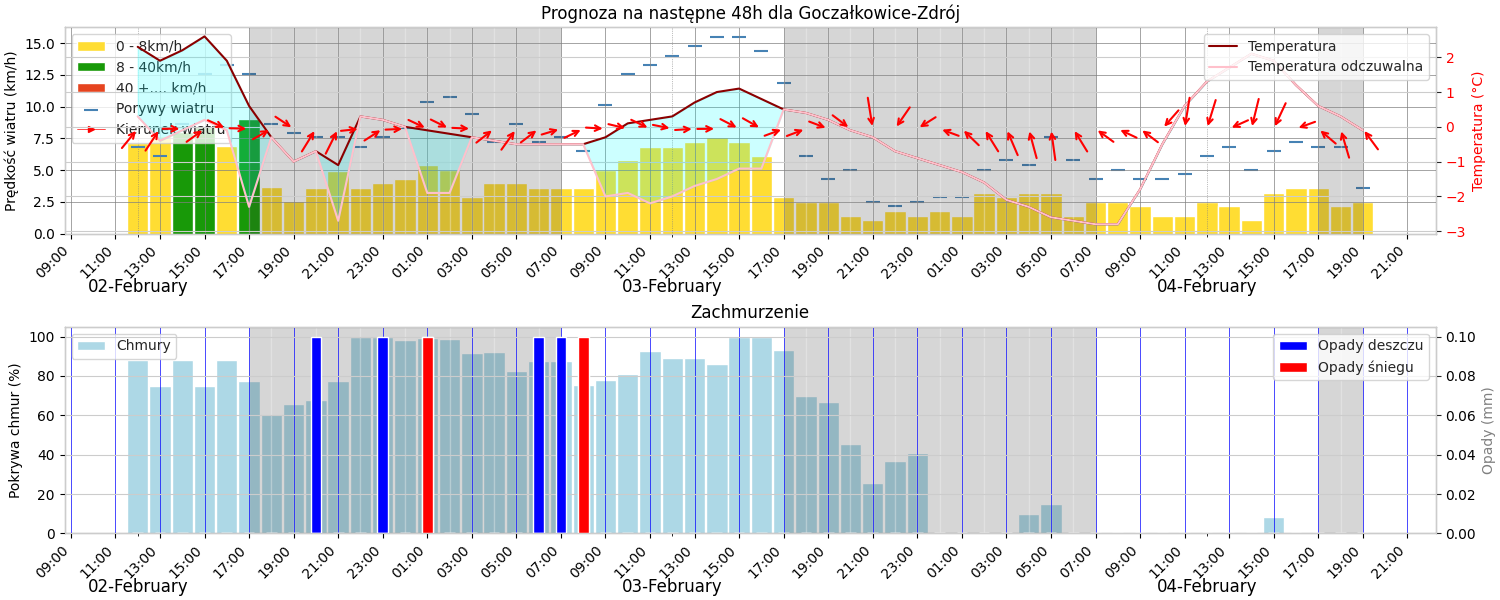 Prognoza na następne 48h dla Goczałkowice-Zdrój
Prędkość wiatru (km/h)
15.0
12.5
10.0
7.5
5.0
2.5
0.0
0 - 8km/h
8 - 40km/h
40 +.... km/h
Porywy wiatru
Kierunek wiatru
Temperatura
Temperatura odczuwalna
2
1
0
−1
−2
−3
Temperatura (°C)
09:00 11:00 13:00 15:00 17:00 19:00 21:00 23:00 01:00 03:00 05:00 07:00 09:00 11:00 13:00 15:00 17:00 19:00 21:00 23:00 01:00 03:00 05:00 07:00 09:00 11:00 13:00 15:00 17:00 19:00 21:00
02-February 03-February 04-February
Zachmurzenie
Pokrywa chmur (%)
100
80
60
40
20
0
Chmury
Opady deszczu
Opady śniegu
0.10
0.08
0.06
0.04
0.02
0.00
Opady (mm)
09:00 11:00 13:00 15:00 17:00 19:00 21:00 23:00 01:00 03:00 05:00 07:00 09:00 11:00 13:00 15:00 17:00 19:00 21:00 23:00 01:00 03:00 05:00 07:00 09:00 11:00 13:00 15:00 17:00 19:00 21:00
02-February 03-February 04-February